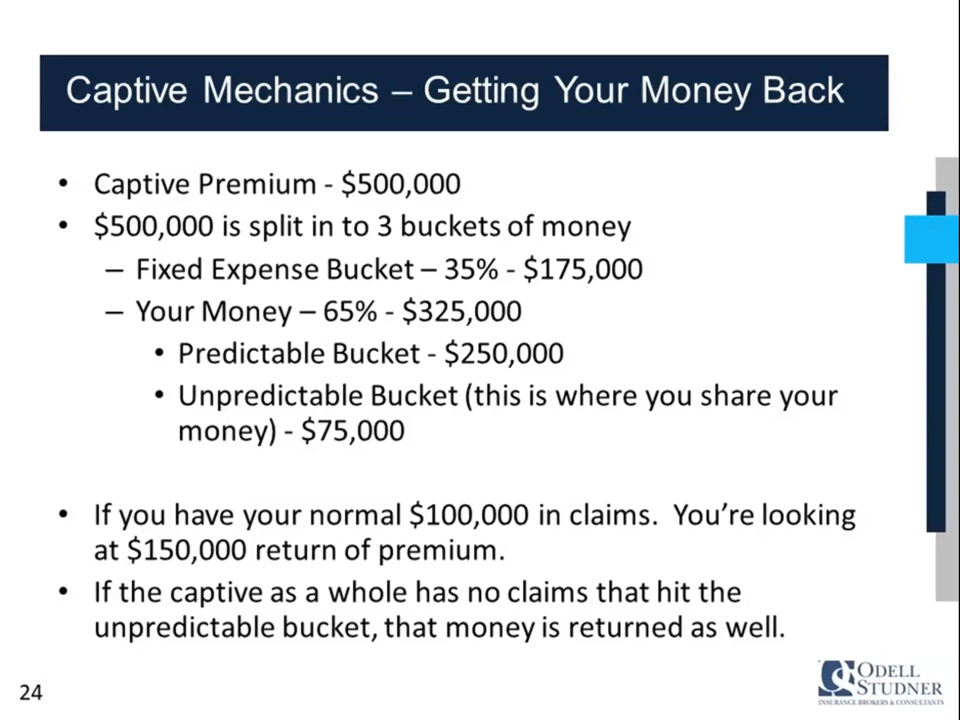 Captive Mechanics – Getting Your Money Back
• Captive Premium - $500,000
• $500,000 is split in to 3 buckets of money
– Fixed Expense Bucket – 35% - $175,000
– Your Money – 65% - $325,000
• Predictable Bucket - $250,000
• Unpredictable Bucket (this is where you share your
money) - $75,000
• If you have your normal $100,000 in claims.  You’re looking
at $150,000 return of premium.
• If the captive as a whole has no claims that hit the
unpredictable bucket, that money is returned as well.
24
ODELL
STUDNER
INSURANCE BROKERS & CONSULTANTS